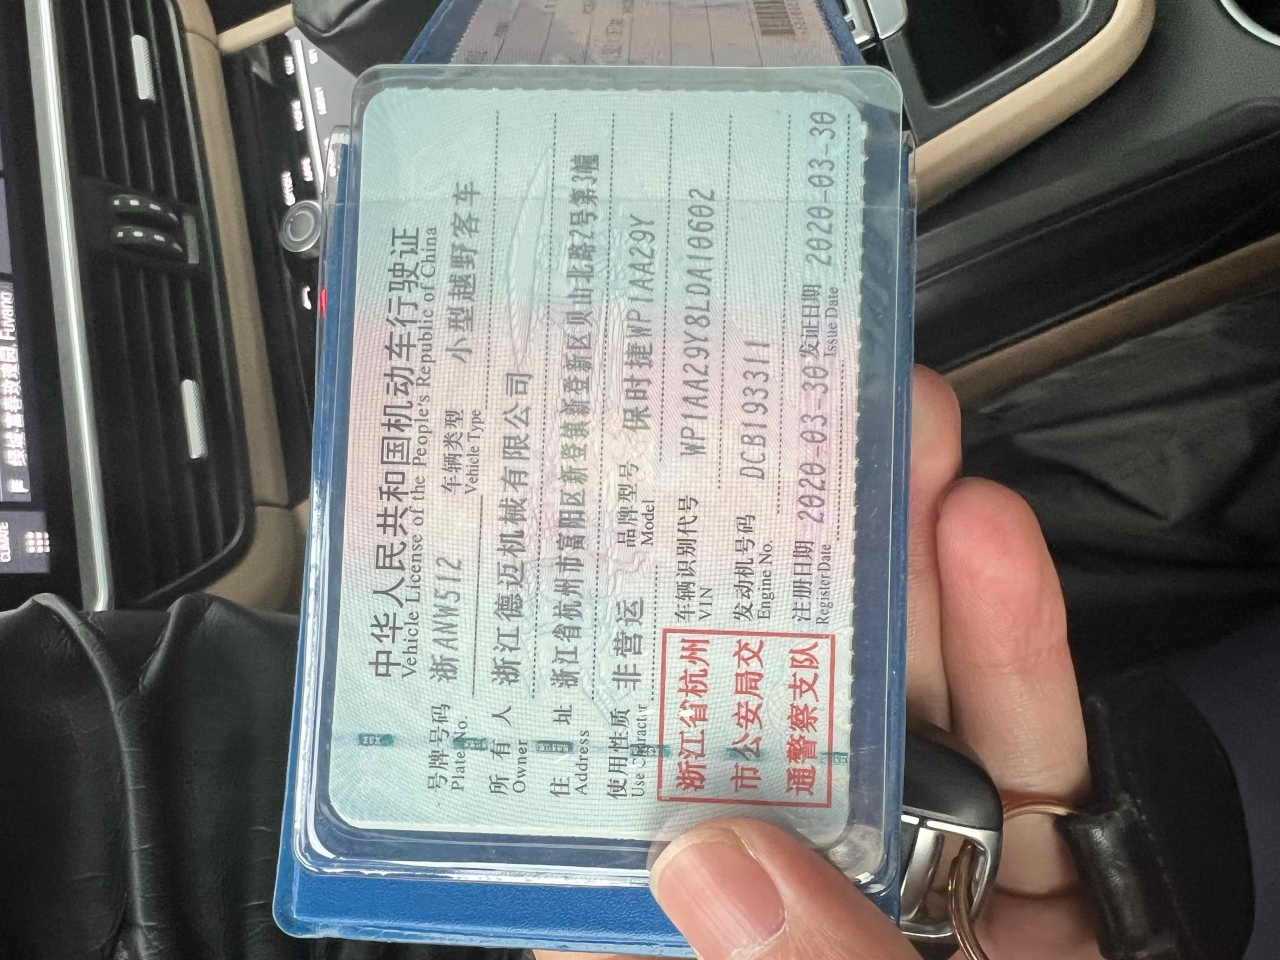 中华人民共和国机动车行驶证
Vehicle License of the People's Republic of China
号牌号码 浙ANW512 车辆类型 小型越野客车
Plate No. Vehicle Type
所有人 浙江德迈机械有限公司
Owner
住址 浙江省杭州市富阳区新登镇新登新区贝山北路2号第3幢
Address
使用性质 非营运 品牌型号 保时捷WP1AA29Y
Use Character Model
浙江省杭州
市公安局交
通警察支队
车辆识别代号 WP1AA29Y8LDA10602
VIN
发动机号码 DCB193311
Engine No.
注册日期 2020-03-30 发证日期 2020-03-30
Register Date Issue Date
CLIMATE